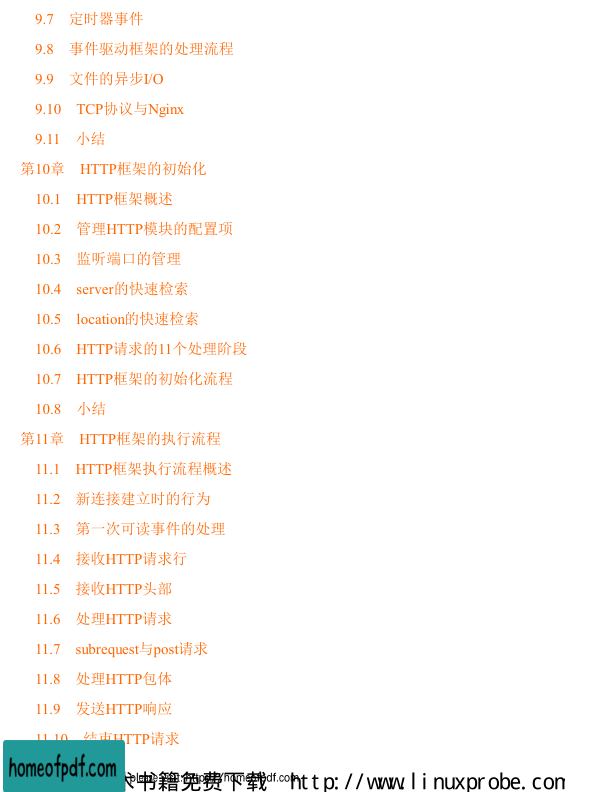 9.7 定时器事件
9.8 事件驱动框架的处理流程
9.9 文件的异步I/O
9.10 TCP协议与Nginx
9.11 小结
第10章 HTTP框架的初始化
10.1 HTTP框架概述
10.2 管理HTTP模块的配置项
10.3 监听端口的管理
10.4 server的快速检索
10.5 location的快速检索
10.6 HTTP请求的11个处理阶段
10.7 HTTP框架的初始化流程
10.8 小结
第11章 HTTP框架的执行流程
11.1 HTTP框架执行流程概述
11.2 新连接建立时的行为
11.3 第一次可读事件的处理
11.4 接收HTTP请求行
11.5 接收HTTP头部
11.6 处理HTTP请求
11.7 subrequest与post请求
11.8 处理HTTP包体
11.9 发送HTTP响应
11.10 结束HTTP请求
homeofpdf.com
术书籍免费下载 http://www.linuxprobe.com